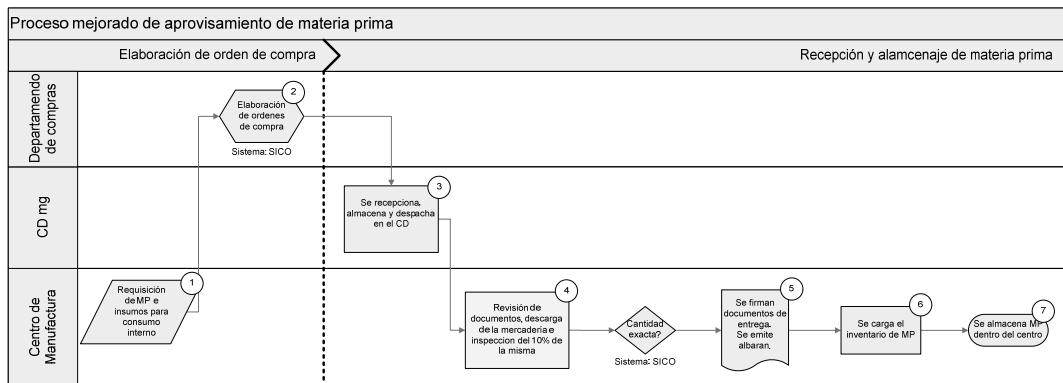 Proceso mejorado de aprovisamiento de materia prima
Elaboración de orden de compra
Recepción y alamcenaje de materia prima
Departamendo
de compras
2
Elaboración
de ordenes
de compra
Sistema: SICO
CD mg
3
Se recepciona,
almacena y despacha
en el CD
Centro de
Manufactura
1
Requisición
de MP e
insumos para
consumo
interno
4
Revisión de
documentos, descarga
de la mercadería e
inspeccion del 10% de
la misma
Cantidad
exacta?
Sistema: SICO
5
Se firman
documentos de
entrega.
Se emite
albaran.
6
Se carga el
inventario de MP
7
Se almacena MP
dentro del centro